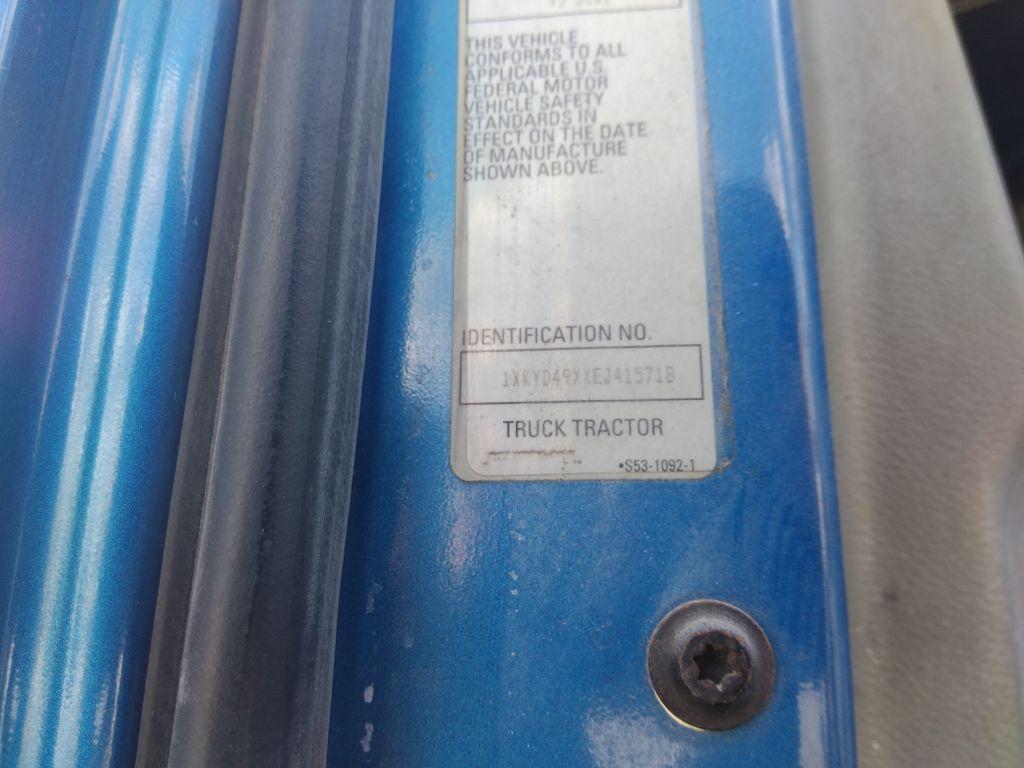 THIS VEHICLE
CONFORMS TO ALL
APPLICABLE U.S.
FEDERAL MOTOR
VEHICLE SAFETY
STANDARDS IN
EFFECT ON THE DATE
OF MANUFACTURE
SHOWN ABOVE.
IDENTIFICATION NO.
1XKYD49XXEJ415718
TRUCK TRACTOR
•S53-1092-1